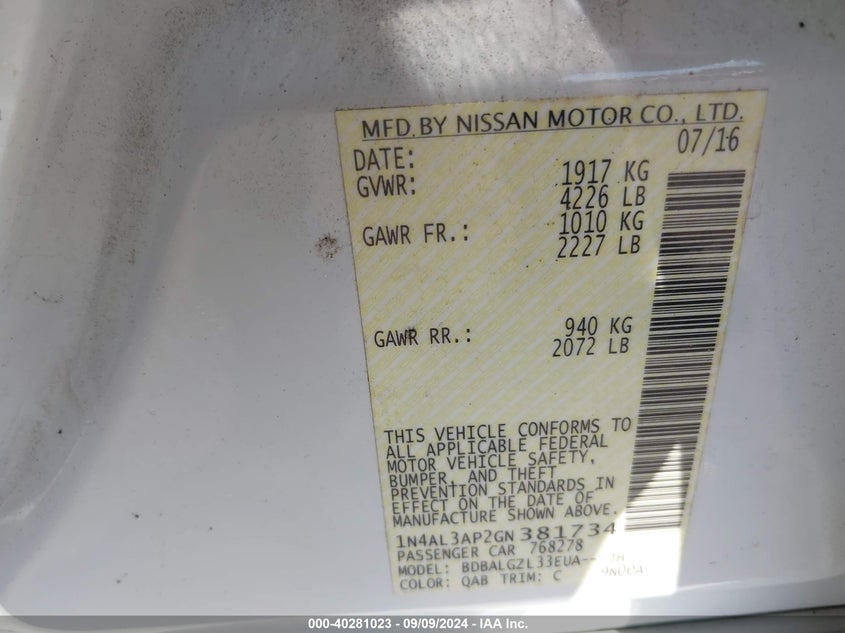 MFD.BY NISSAN MOTOR CO., LTD.
DATE: 07/16
GVWR: 1917 KG
4226 LB
GAWR FR.: 1010 KG
2227 LB
GAWR RR.: 940 KG
2072 LB
THIS VEHICLE CONFORMS TO
ALL APPLICABLE FEDERAL
MOTOR VEHICLE SAFETY,
BUMPER, AND THEFT
PREVENTION STANDARDS IN
EFFECT ON THE DATE OF
MANUFACTURE SHOWN ABOVE.
1N4AL3AP2GN381734
PASSENGER CAR 768278
MODEL: BDBALGZL33EUA--
COLOR: QAB TRIM: C
000-40281023 / 09/09/2024 - IAA Inc.